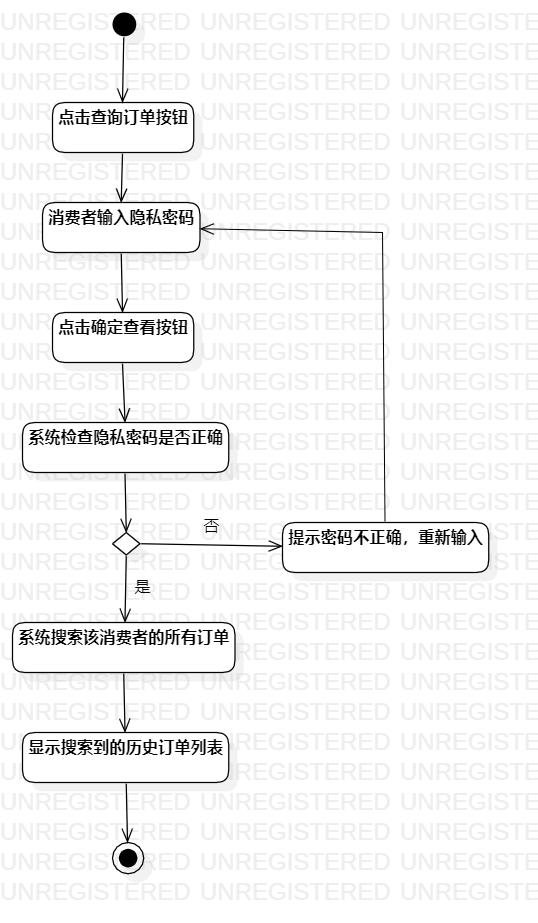 点击查询订单按钮
消费者输入隐私密码
点击确定查看按钮
系统检查隐私密码是否正确
否
提示密码不正确，重新输入
是
系统搜索该消费者的所有订单
显示搜索到的历史订单列表
UNREGISTERED